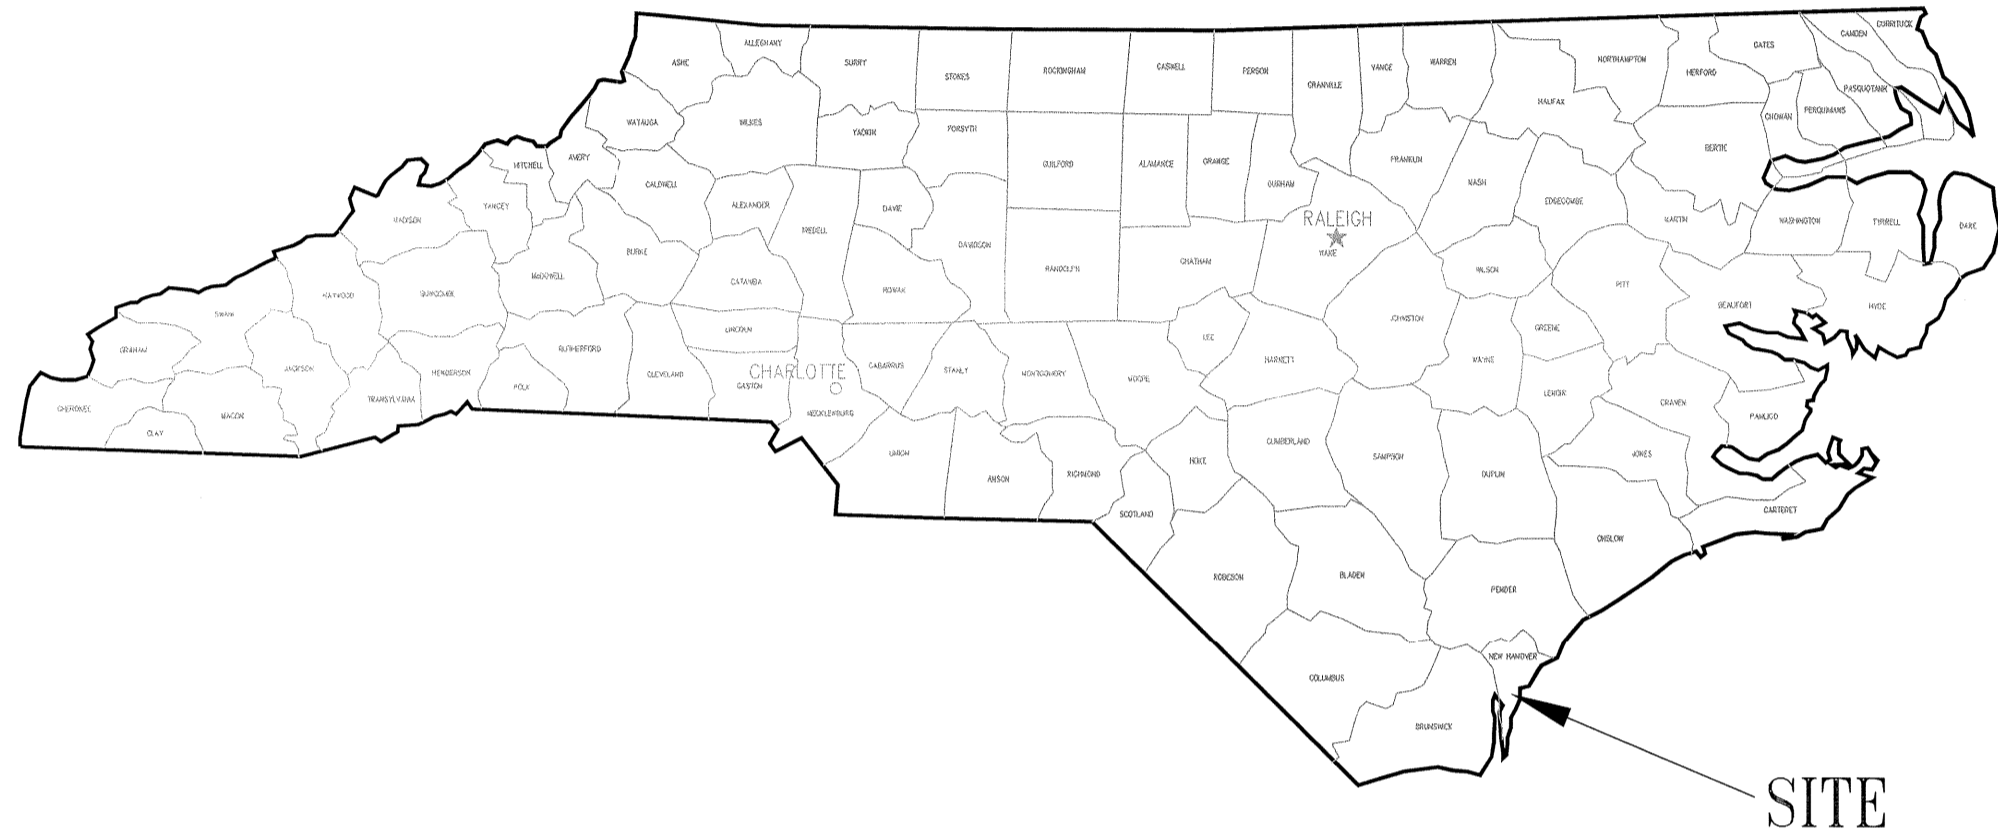 CURRITUCK
CAMDEN
ALLEGHANY
GATES
SURRY
ASHE
STOKES
ROCKINGHAM
CASWELL
PERSON
VANCE
WARREN
NORTHAMPTON
HERFORD
GRANVILLE
PASQUOTANK
HALIFAX
PERQUIMANS
CHOWAN
WATAUGA
WILKES
YADKIN
FORSYTH
BERTIE
AVERY
MITCHELL
GUILFORD
ALAMANCE
ORANGE
FRANKLIN
DURHAM
NASH
CALDWELL
EDGECOMBE
YANCEY
ALEXANDER
DAVIE
MADISON
RALEIGH
MARTIN
WASHINGTON
TYRRELL
DARE
IREDELL
DAVIDSON
BURKE
WAKE
CHATHAM
McDOWELL
RANDOLPH
WILSON
CATAWBA
PITT
ROWAN
HAYWOOD
BUNCOMBE
BEAUFORT
HYDE
SWAIN
JOHNSTON
GREENE
LINCOLN
LEE
GRAHAM
RUTHERFORD
HARNETT
WAYNE
CABARRUS
JACKSON
STANLY
HENDERSON
CHARLOTTE
CLEVELAND
MONTGOMERY
MOORE
GASTON
POLK
LENOIR
TRANSYLVANIA
CRAVEN
CHEROKEE
MACON
MECKLENBURG
PAMLICO
CLAY
CUMBERLAND
UNION
SAMPSON
JONES
HOKE
RICHMOND
DUPLIN
ANSON
SCOTLAND
CARTERET
ONSLOW
ROBESON
BLADEN
PENDER
NEW HANOVER
COLUMBUS
BRUNSWICK
SITE